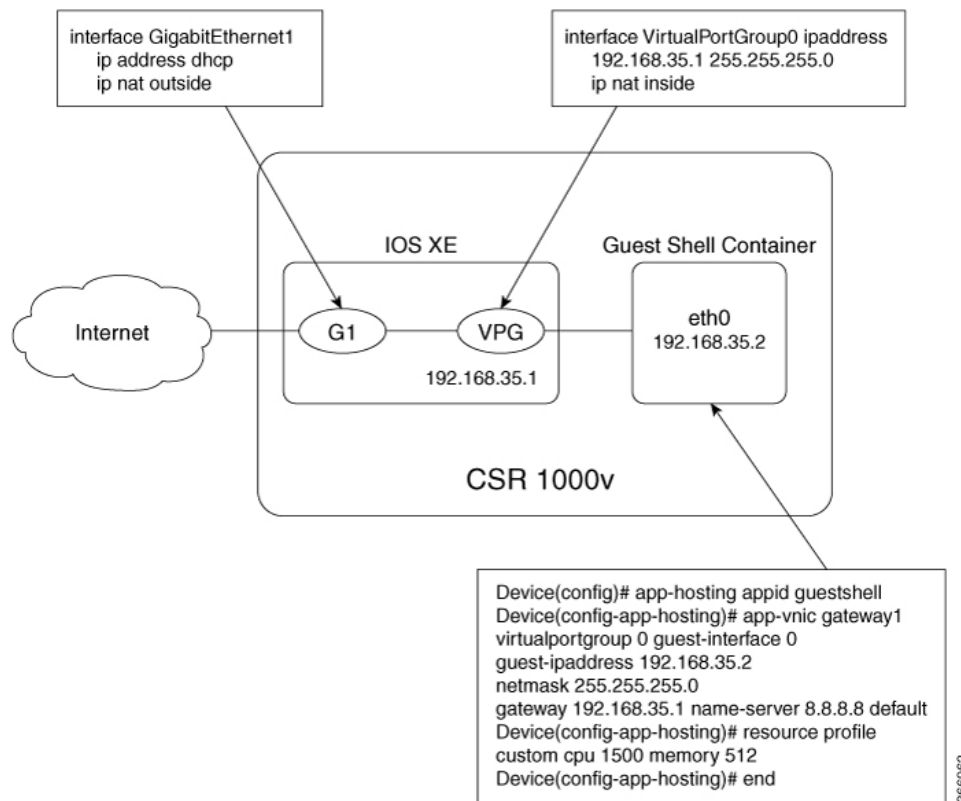 interface GigabitEthernet1
ip address dhcp
ip nat outside
interface VirtualPortGroup0 ipaddress
192.168.35.1 255.255.255.0
ip nat inside
IOS XE
Guest Shell Container
Internet
G1
VPG
eth0
192.168.35.2
192.168.35.1
CSR 1000v
Device(config)# app-hosting appid guestshell
Device(config-app-hosting)# app-vnic gateway1
virtualportgroup 0 guest-interface 0
guest-ipaddress 192.168.35.2
netmask 255.255.255.0
gateway 192.168.35.1 name-server 8.8.8.8 default
Device(config-app-hosting)# resource profile
custom cpu 1500 memory 512
Device(config-app-hosting)# end